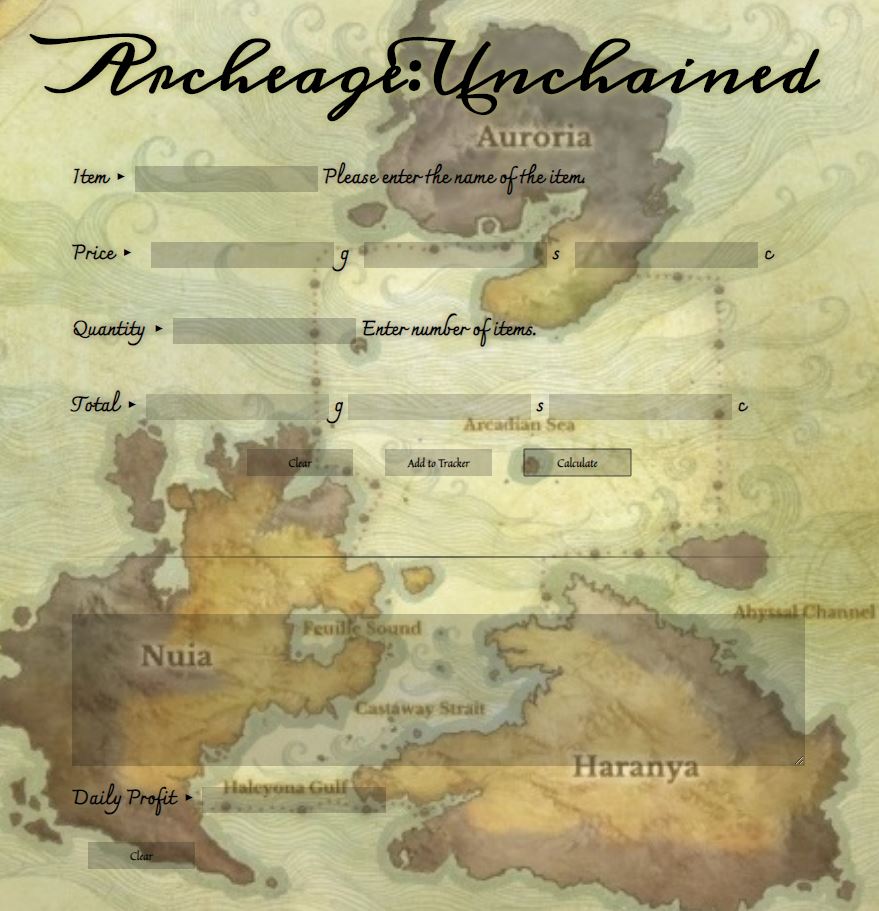 Archeage:Unchained
Auroria
Item ► Please enter the name of the item.
Price ► g s c
Quantity ► Enter number of items.
Total ► g s c
Arcadian Sea
Clear Add to Tracker Calculate
Abyssal Channel
Feuille Sound
Nuia
Castaway Strait
Haranya
Halcyona Gulf
Daily Profit ►
Clear